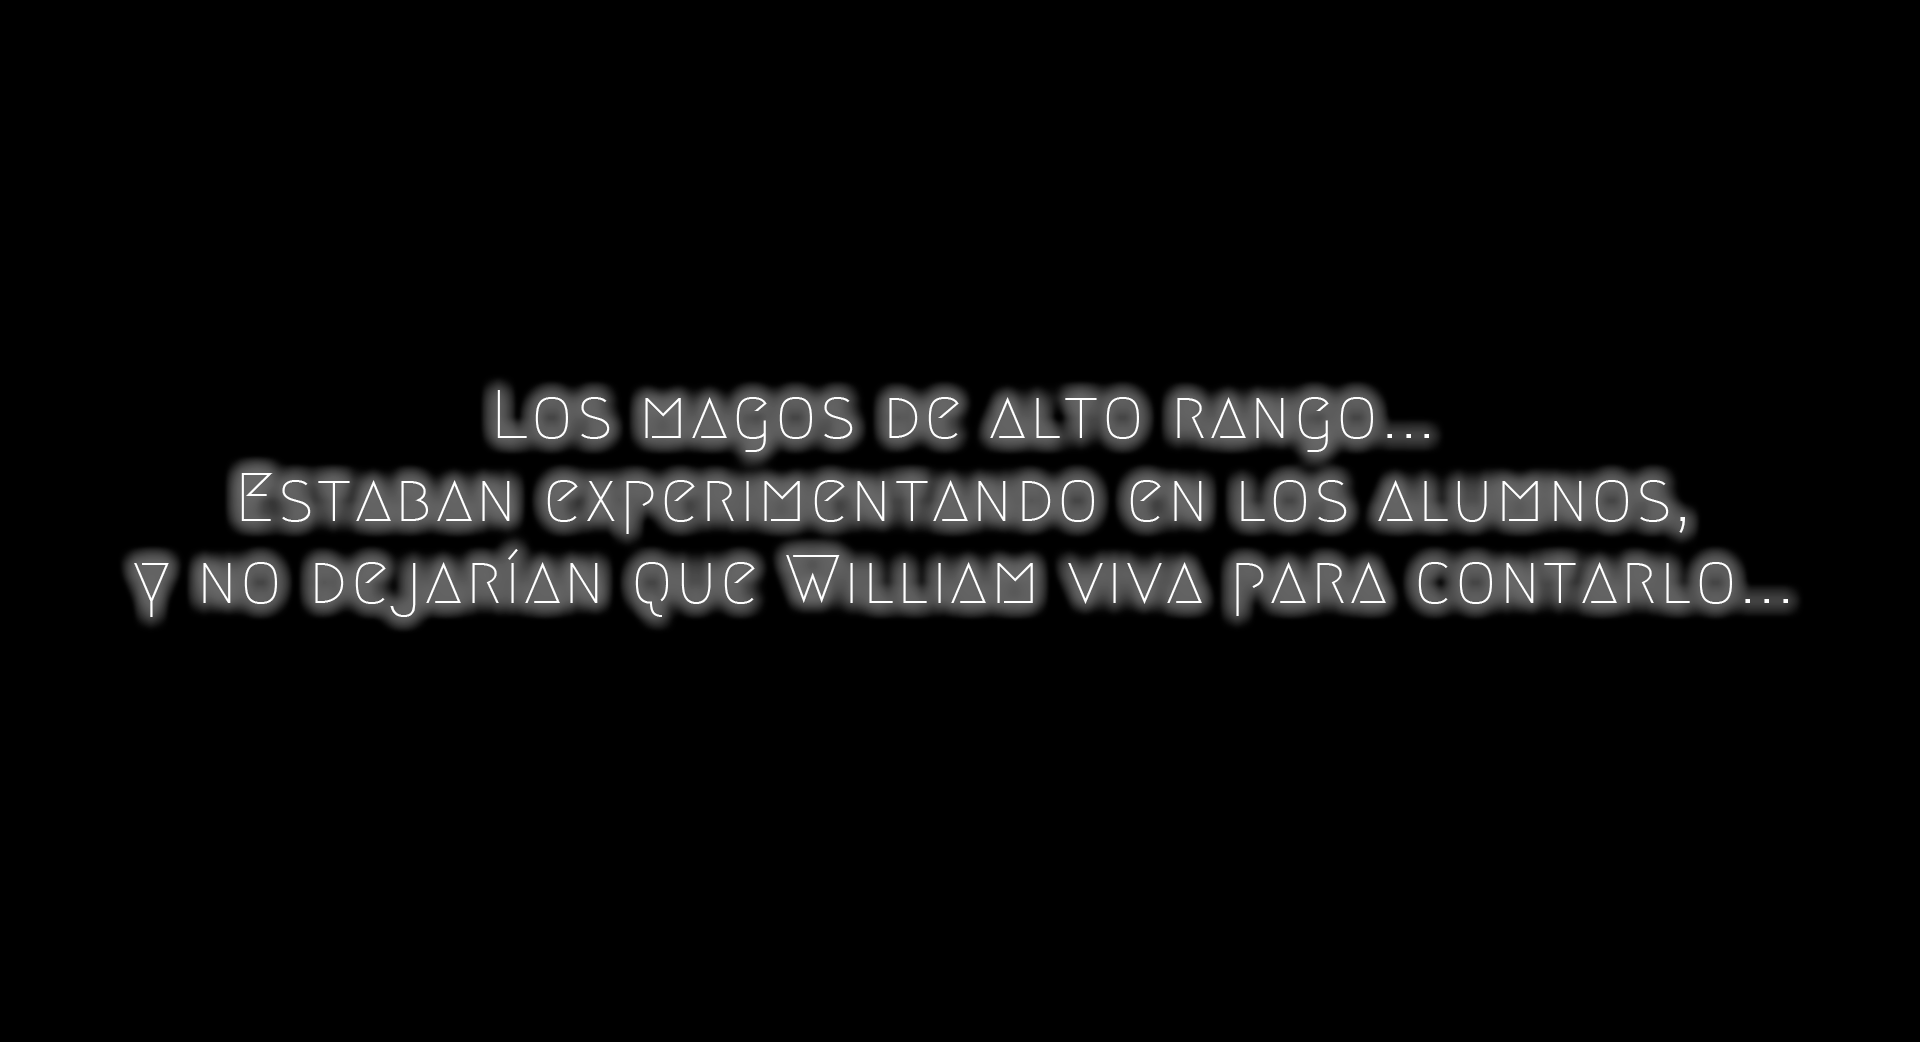 Los magos de alto rango...
Estaban experimentando en los alumnos,
y no dejarían que William viva para contarlo...